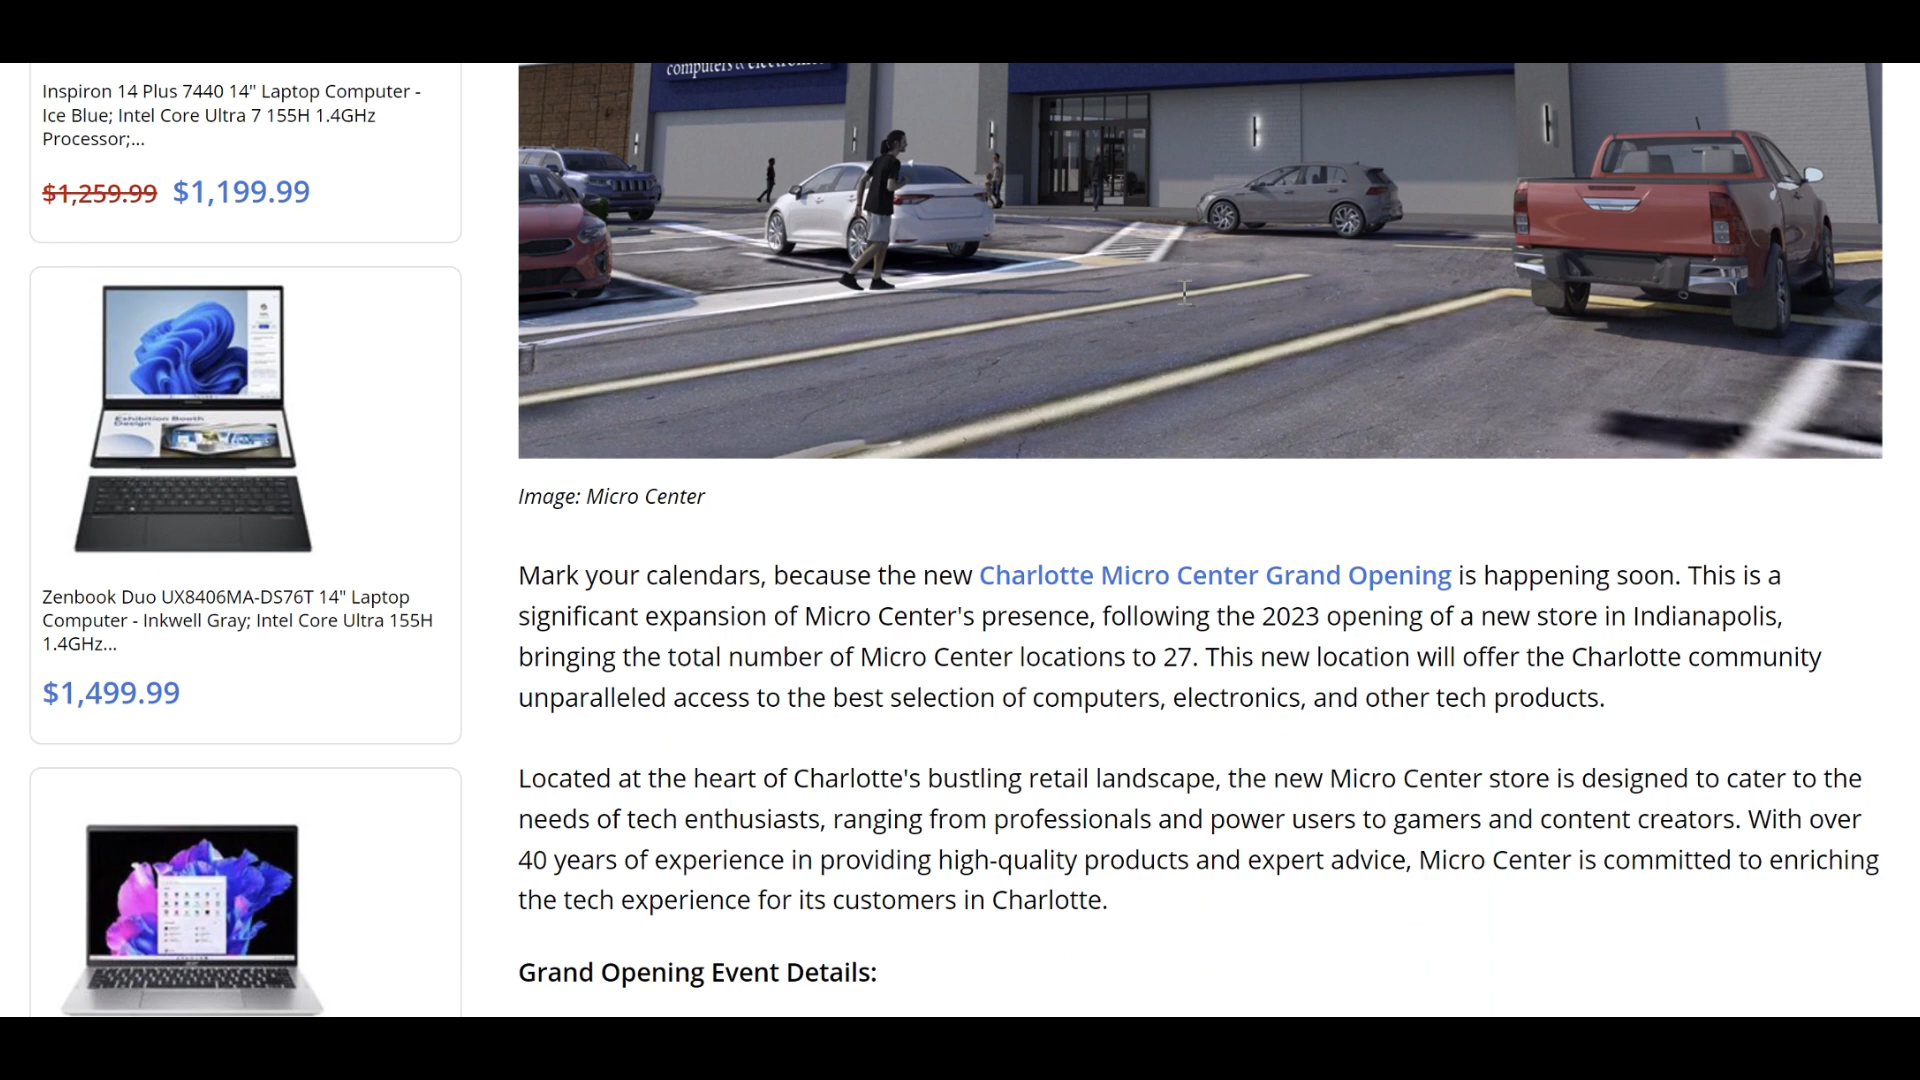 Inspiron 14 Plus 7440 14" Laptop Computer -
Ice Blue; Intel Core Ultra 7 155H 1.4GHz
Processor;...
$1,259.99 $1,199.99
Exhibition Booth
Design
Zenbook Duo UX8406MA-DS76T 14" Laptop
Computer - Inkwell Gray; Intel Core Ultra 155H
1.4GHz...
$1,499.99
computers & electronics
Image: Micro Center
Mark your calendars, because the new Charlotte Micro Center Grand Opening is happening soon. This is a
significant expansion of Micro Center's presence, following the 2023 opening of a new store in Indianapolis,
bringing the total number of Micro Center locations to 27. This new location will offer the Charlotte community
unparalleled access to the best selection of computers, electronics, and other tech products.
Located at the heart of Charlotte's bustling retail landscape, the new Micro Center store is designed to cater to the
needs of tech enthusiasts, ranging from professionals and power users to gamers and content creators. With over
40 years of experience in providing high-quality products and expert advice, Micro Center is committed to enriching
the tech experience for its customers in Charlotte.
Grand Opening Event Details: